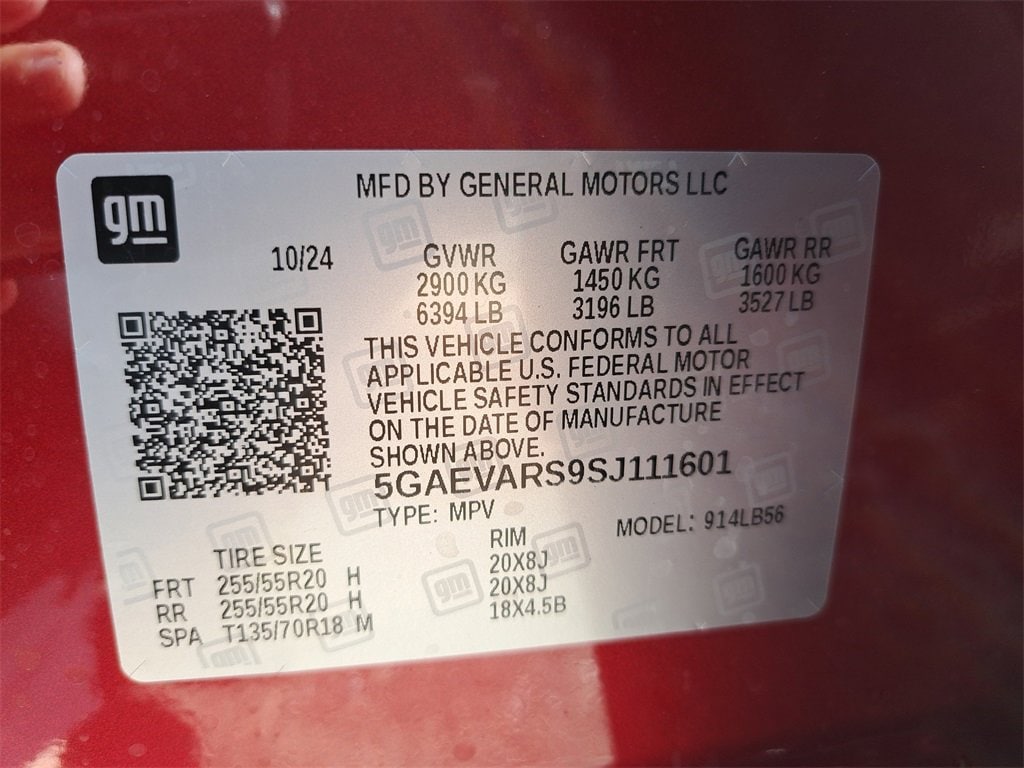 gm
MFD BY GENERAL MOTORS LLC
10/24
GVWR GAWR FRT GAWR RR
2900 KG 1450 KG 1600 KG
6394 LB 3196 LB 3527 LB
THIS VEHICLE CONFORMS TO ALL
APPLICABLE U.S. FEDERAL MOTOR
VEHICLE SAFETY STANDARDS IN EFFECT
ON THE DATE OF MANUFACTURE
SHOWN ABOVE.
5GAEVARS9SJ111601
TYPE: MPV MODEL: 914LB56
TIRE SIZE RIM
FRT 255/55R20 H 20X8J
RR 255/55R20 H 20X8J
SPA T135/70R18 M 18X4.5B